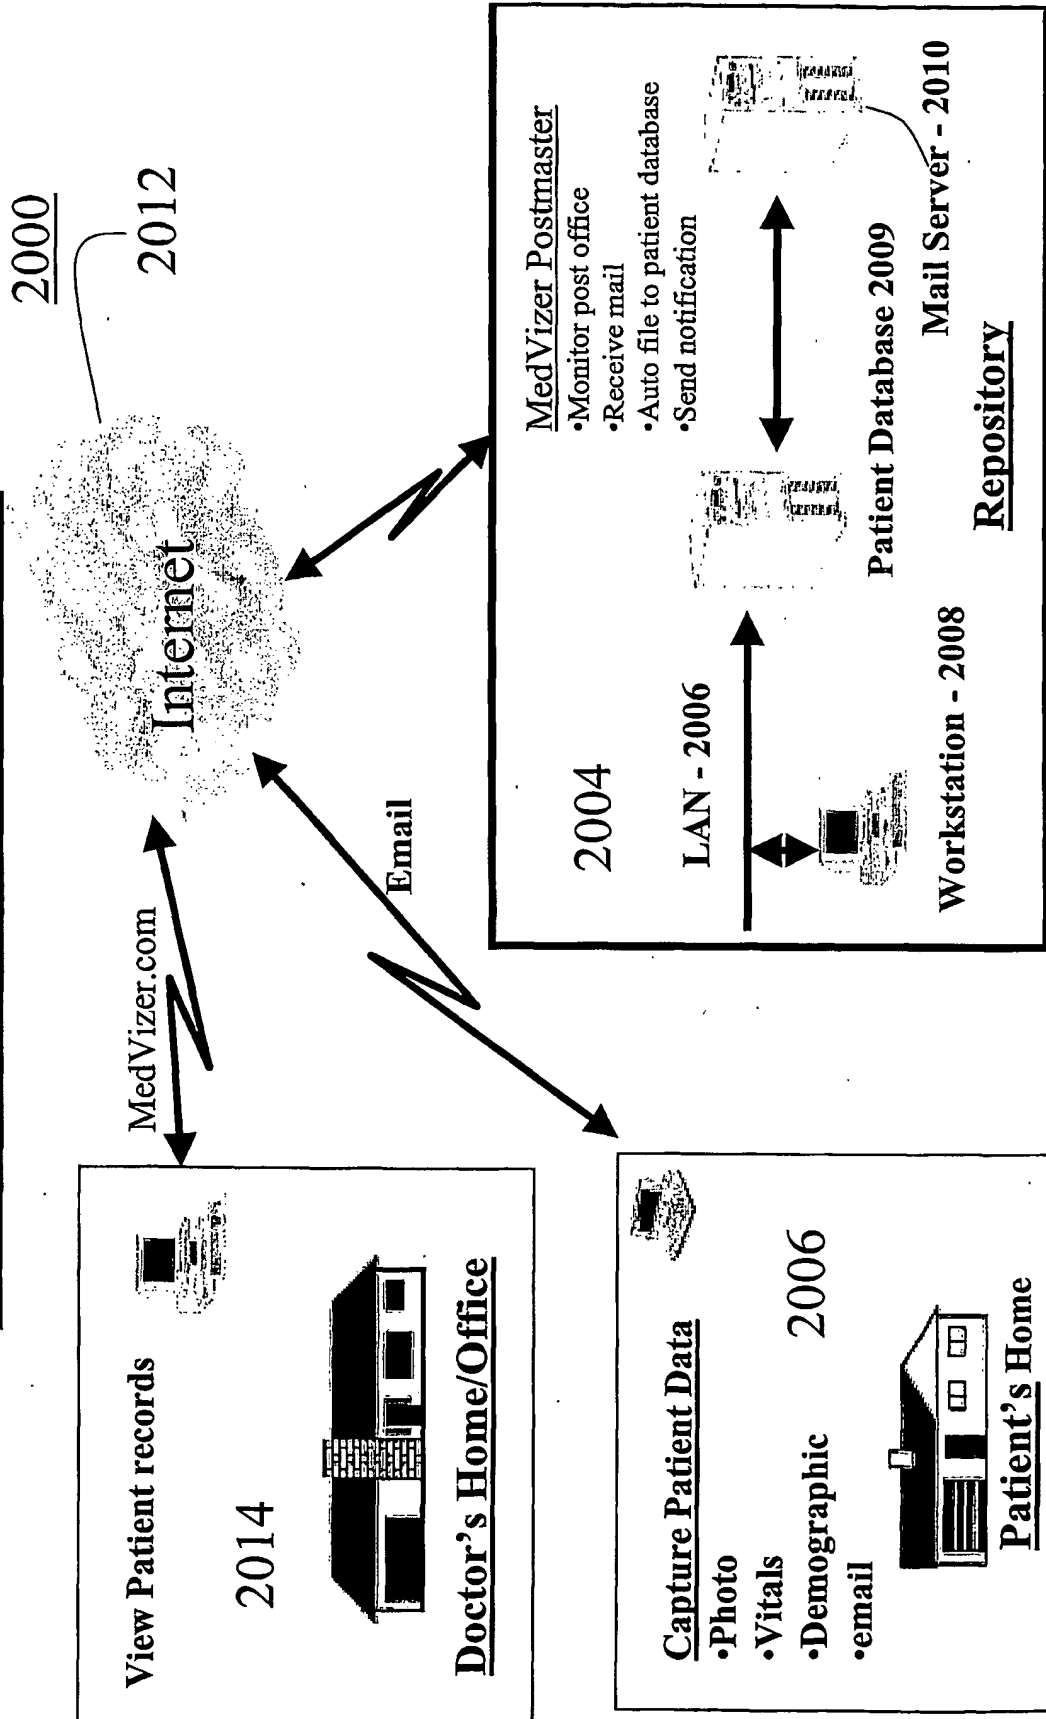 2000
2012
Internet
MedVizer.com
Email
View Patient records
2014
Doctor's Home/Office
Capture Patient Data
•Photo
•Vitals
•Demographic
•email
2006
Patient's Home
MedVizer Postmaster
•Monitor post office
•Receive mail
•Auto file to patient database
•Send notification
2004
LAN - 2006
Workstation - 2008
Patient Database 2009
Mail Server - 2010
Repository